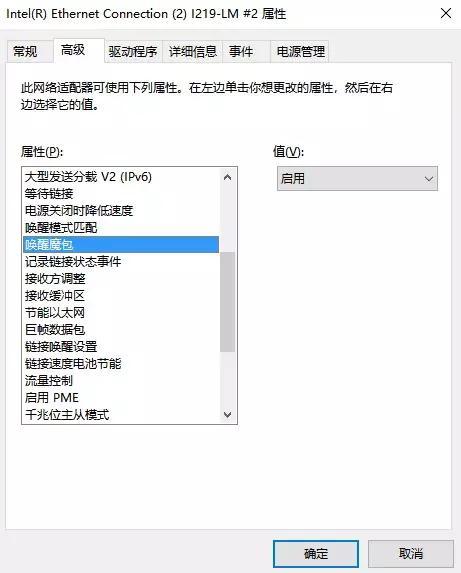 Intel(R) Ethernet Connection (2) I219-LM #2 属性
常规 高级 驱动程序 详细信息 事件 电源管理
此网络适配器可使用下列属性。在左边单击你想更改的属性，然后在右
边选择它的值。
属性(P): 值(V):
大型发送分载 V2 (IPv6) 启用
等待链接
电源关闭时降低速度
唤醒模式匹配
唤醒魔包
记录链接状态事件
接收方调整
接收缓冲区
节能以太网
巨帧数据包
链接唤醒设置
链接速度电池节能
流量控制
启用 PME
千兆位主从模式
确定 取消